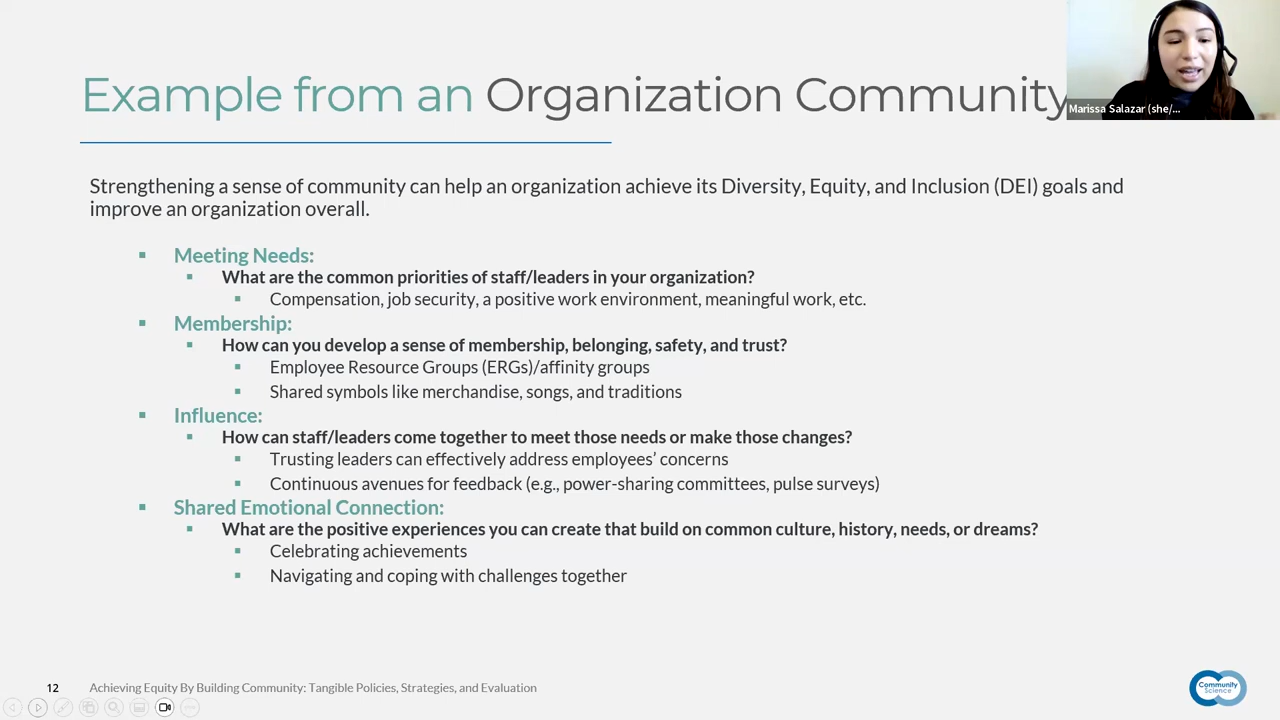 Example from an Organization Community
Marissa Salazar (she/...
Strengthening a sense of community can help an organization achieve its Diversity, Equity, and Inclusion (DEI) goals and
improve an organization overall.
▪ Meeting Needs:
▪ What are the common priorities of staff/leaders in your organization?
▪ Compensation, job security, a positive work environment, meaningful work, etc.
▪ Membership:
▪ How can you develop a sense of membership, belonging, safety, and trust?
▪ Employee Resource Groups (ERGs)/affinity groups
▪ Shared symbols like merchandise, songs, and traditions
▪ Influence:
▪ How can staff/leaders come together to meet those needs or make those changes?
▪ Trusting leaders can effectively address employees’ concerns
▪ Continuous avenues for feedback (e.g., power-sharing committees, pulse surveys)
▪ Shared Emotional Connection:
▪ What are the positive experiences you can create that build on common culture, history, needs, or dreams?
▪ Celebrating achievements
▪ Navigating and coping with challenges together
12 Achieving Equity By Building Community: Tangible Policies, Strategies, and Evaluation
Community
Science